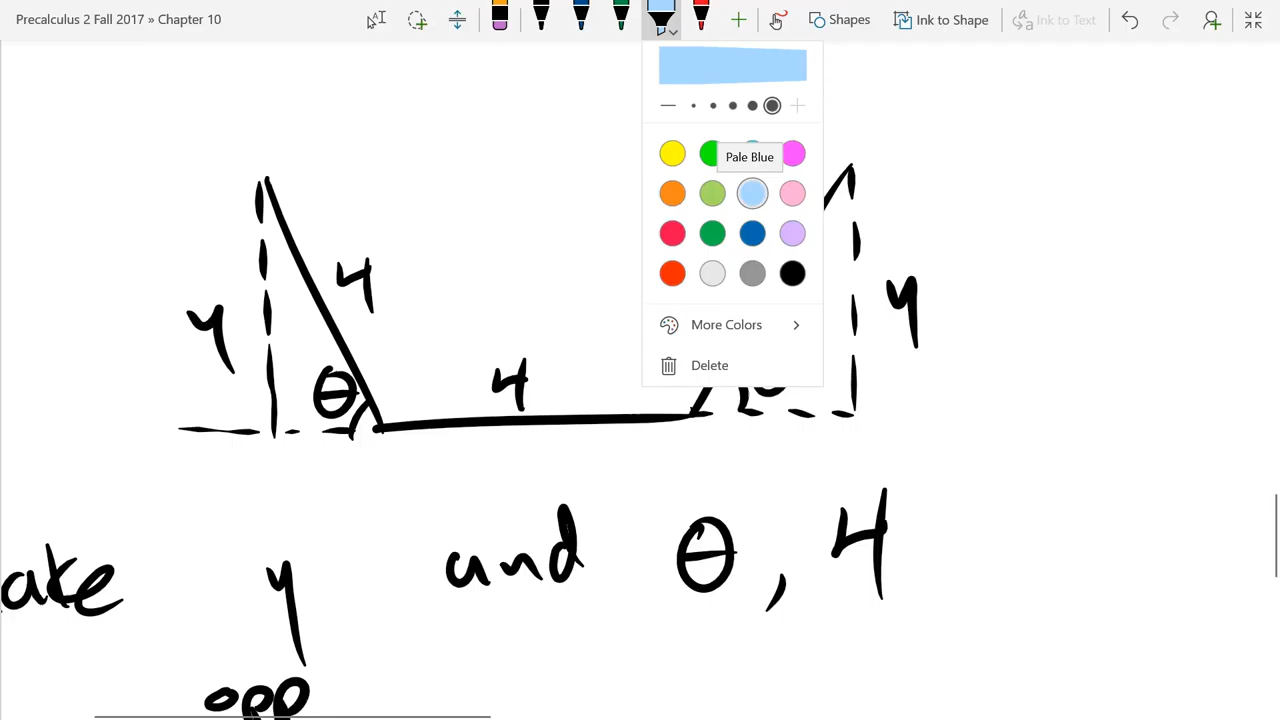 Precalculus 2 Fall 2017 » Chapter 10
Shapes
Ink to Shape
Ink to Text
Pale Blue
More Colors
Delete
y
4
θ
4
y
ake y and θ, 4
opp